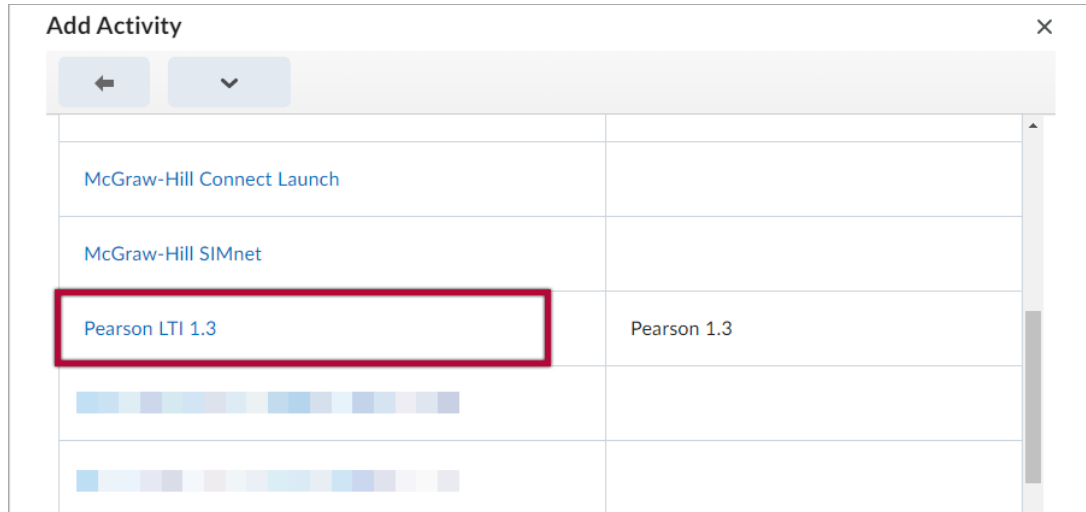 Add Activity
McGraw-Hill Connect Launch
McGraw-Hill SIMnet
Pearson LTI 1.3
Pearson 1.3